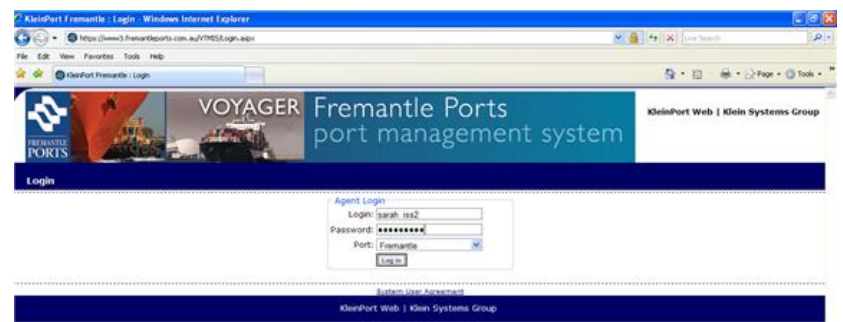 KleinPort Fremantle : Login - Windows Internet Explorer
https://www3.fremantleports.com.au/VTMIS/Login.aspx
Live Search
File Edit View Favorites Tools Help
KleinPort Fremantle : Login
Page Tools
FREMANTLE
PORTS
VOYAGER
Fremantle Ports
port management system
KleinPort Web | Klein Systems Group
Login
Agent Login
Login: sarah_iss2
Password: ●●●●●●●●●
Port: Fremantle
Log in
System User Agreement
KleinPort Web | Klein Systems Group